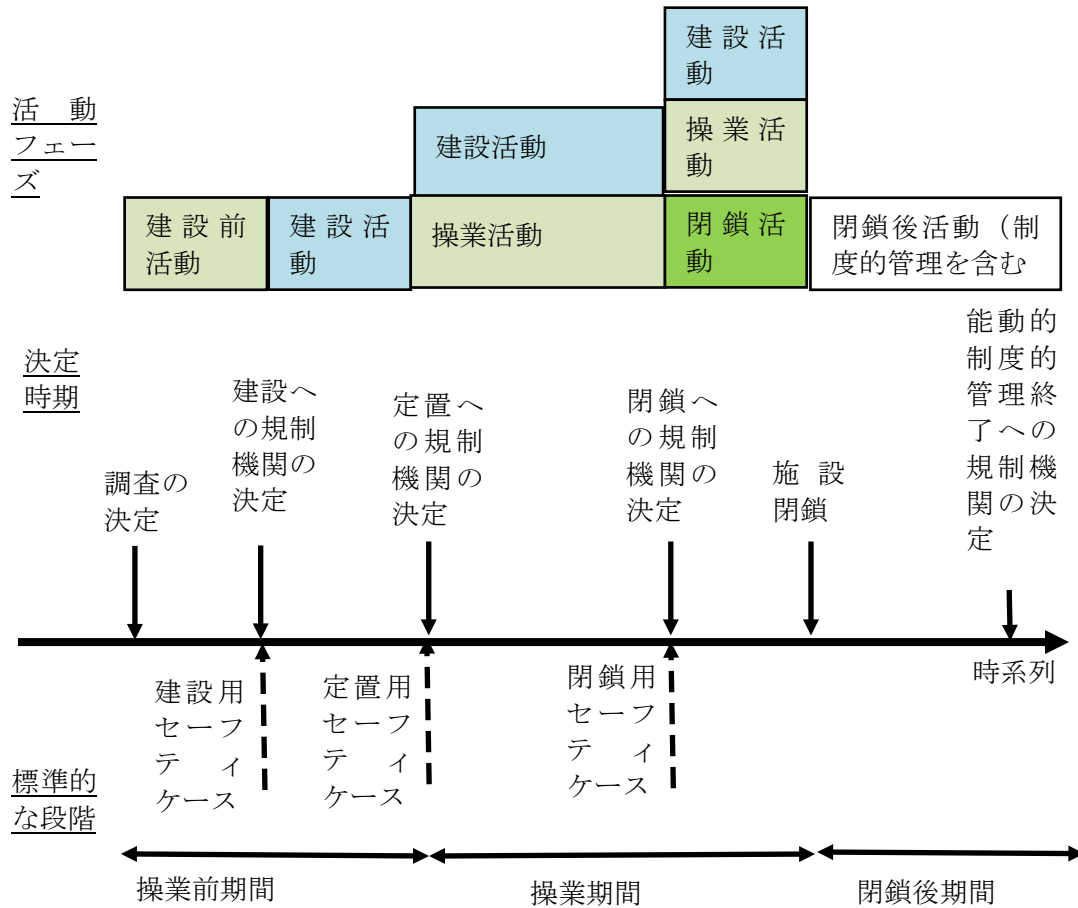 活動
フェー
ズ
建設活
動
建設活動
操業活
動
建設前
活動
建設活
動
操業活動
閉鎖活
動
閉鎖後活動（制
度的管理を含む
決定
時期
調査の
決定
建設へ
の規制
機関の
決定
定置へ
の規制
機関の
決定
閉鎖へ
の規制
機関の
決定
施設
閉鎖
能動的
制度的
管理終
了への
規制機
関の決
定
時系列
標準的
な段階
建設用
セーフ
ティ
ケース
定置用
セーフ
ティ
ケース
閉鎖用
セーフ
ティ
ケース
操業前期間
操業期間
閉鎖後期間